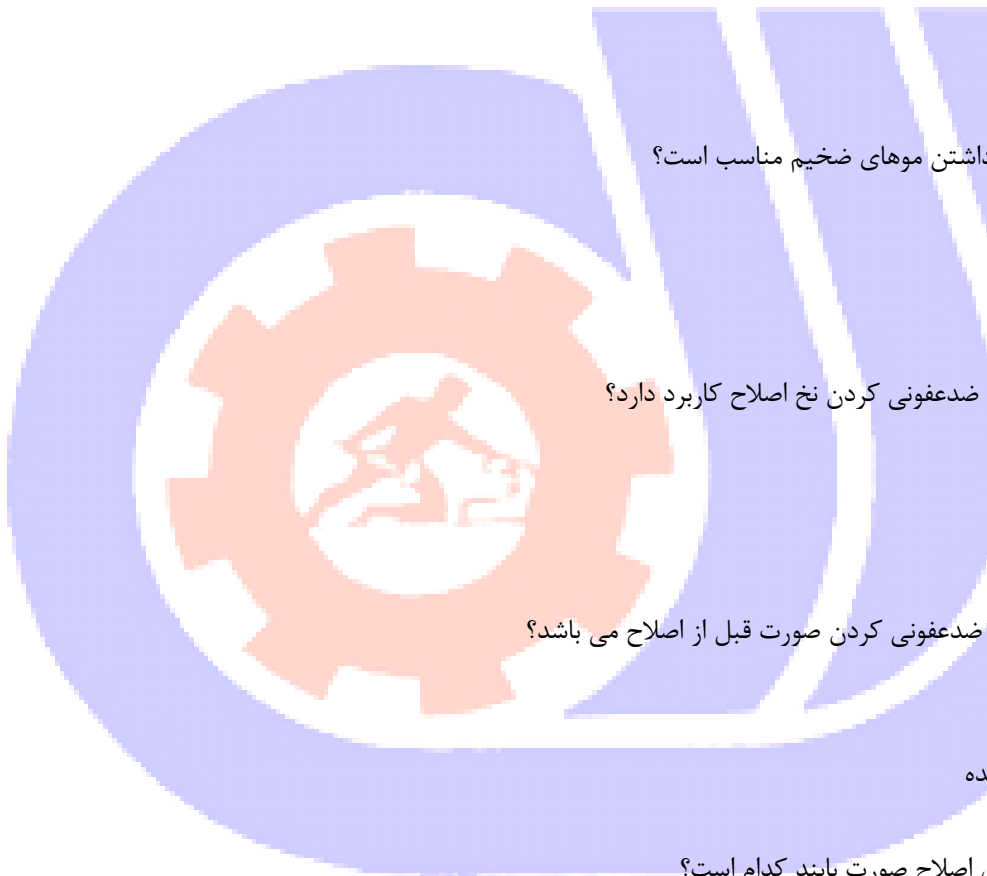 داشتن موهای ضخیم مناسب است؟
ضدعفونی کردن نخ اصلاح کاربرد دارد؟
ضدعفونی کردن صورت قبل از اصلاح می باشد؟
اصلاح صورت بابند کدام است؟